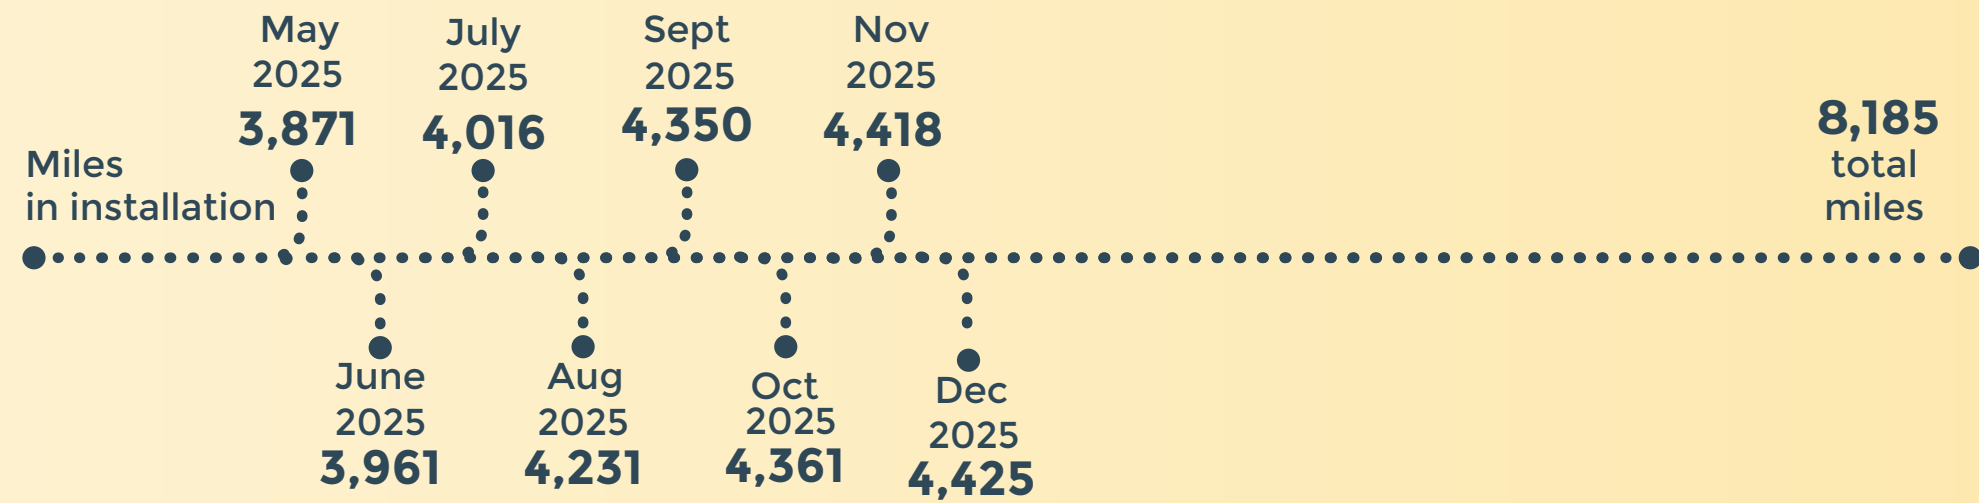 Miles
in installation
May
2025
3,871
June
2025
3,961
July
2025
4,016
Aug
2025
4,231
Sept
2025
4,350
Oct
2025
4,361
Nov
2025
4,418
Dec
2025
4,425
8,185
total
miles